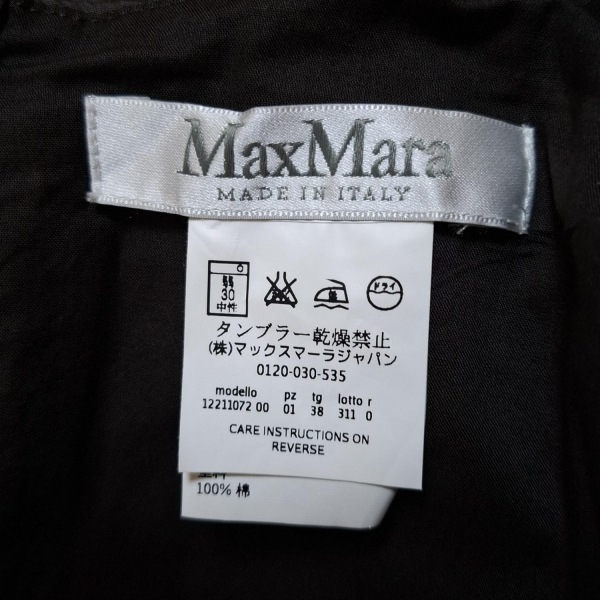 MaxMara
MADE IN ITALY
30
中性
ドライ
タンブラー乾燥禁止
(株)マックスマーラジャパン
0120-030-535
modello pz tg lotto r
12211072 00 01 38 311 0
CARE INSTRUCTIONS ON
REVERSE
100% 棉